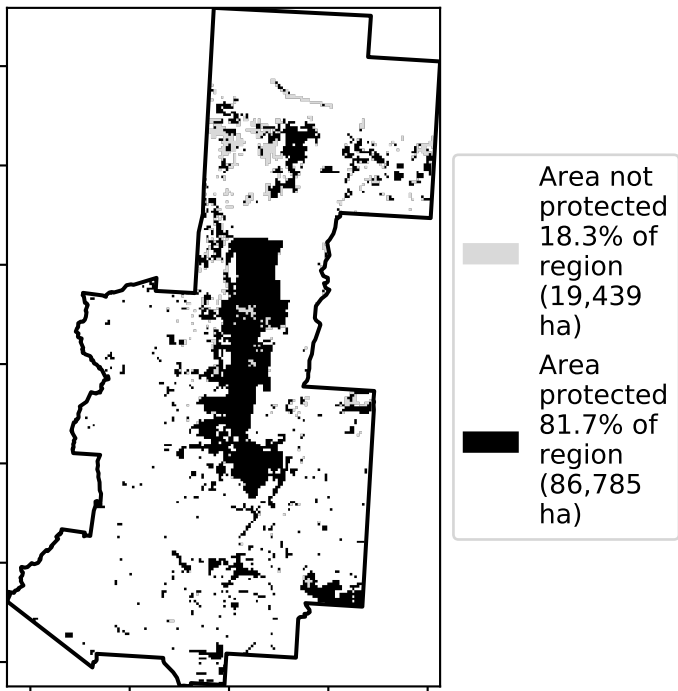 Area not
protected
18.3% of
region
(19,439
ha)
Area
protected
81.7% of
region
(86,785
ha)